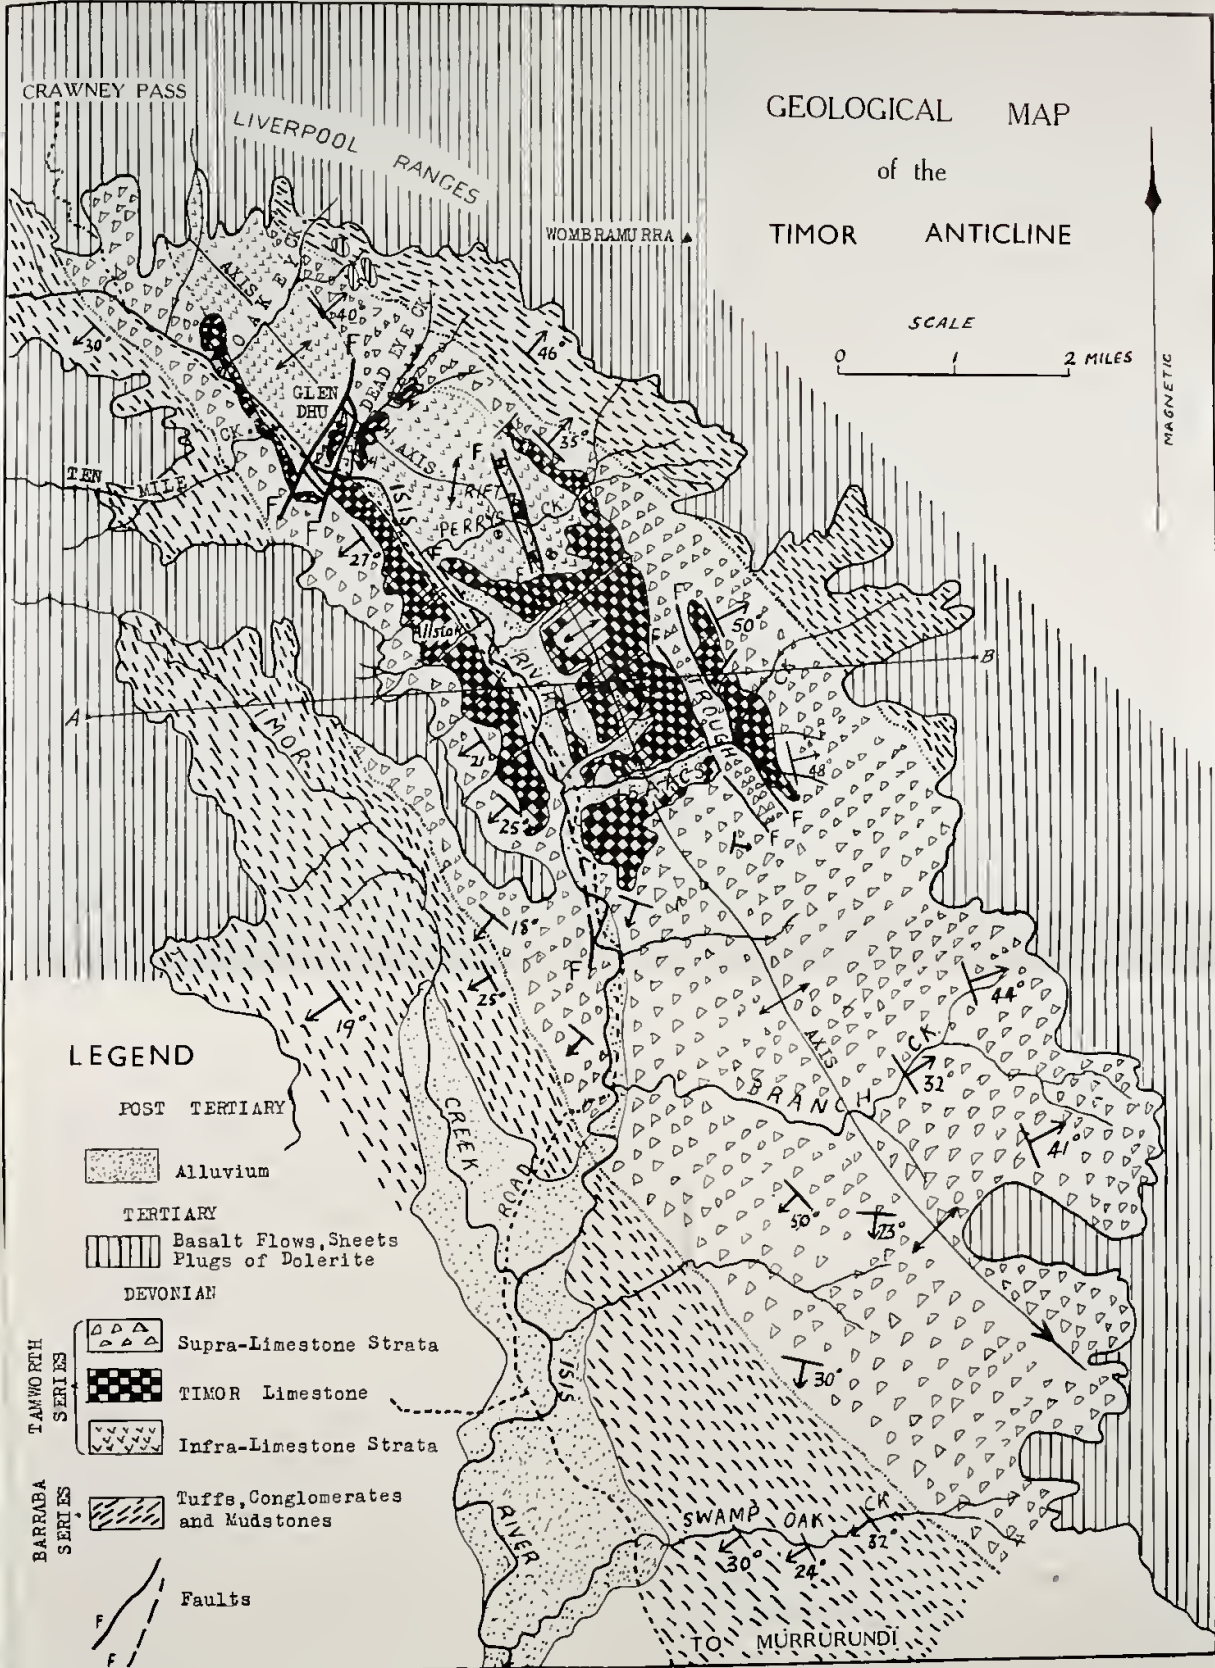 CRAWNEY PASS
LIVERPOOL RANGES
GEOLOGICAL MAP
of the
TIMOR ANTICLINE
WOMBRAMURRA
SCALE
0 1 2 MILES
MAGNETIC
AXIS
OAKEY CK
40°
30°
F
46°
DEAD EYE CK
GLEN
DHU
CK
35°
AXIS
F
TEN MILE
RIFT
PERRYS CK
ISIS
F
F
27°
F
F
F
50°
F
Allston
RIVER
B
A
TIMOR
TROUGH
CK
21°
48°
ISAACS
25°
F
F
18°
F
25°
44°
19°
AXIS
CK
32°
BRANCH
41°
CREEK
ROAD
50°
23°
30°
ISIS
RIVER
SWAMP OAK CK
30°
24°
32°
TO MURRURUNDI
LEGEND
POST TERTIARY
Alluvium
TERTIARY
Basalt Flows, Sheets
Plugs of Dolerite
DEVONIAN
TAMWORTH
SERIES
Supra-Limestone Strata
TIMOR Limestone
Infra-Limestone Strata
BARRABA
SERIES
Tuffs, Conglomerates
and Mudstones
F
F
Faults